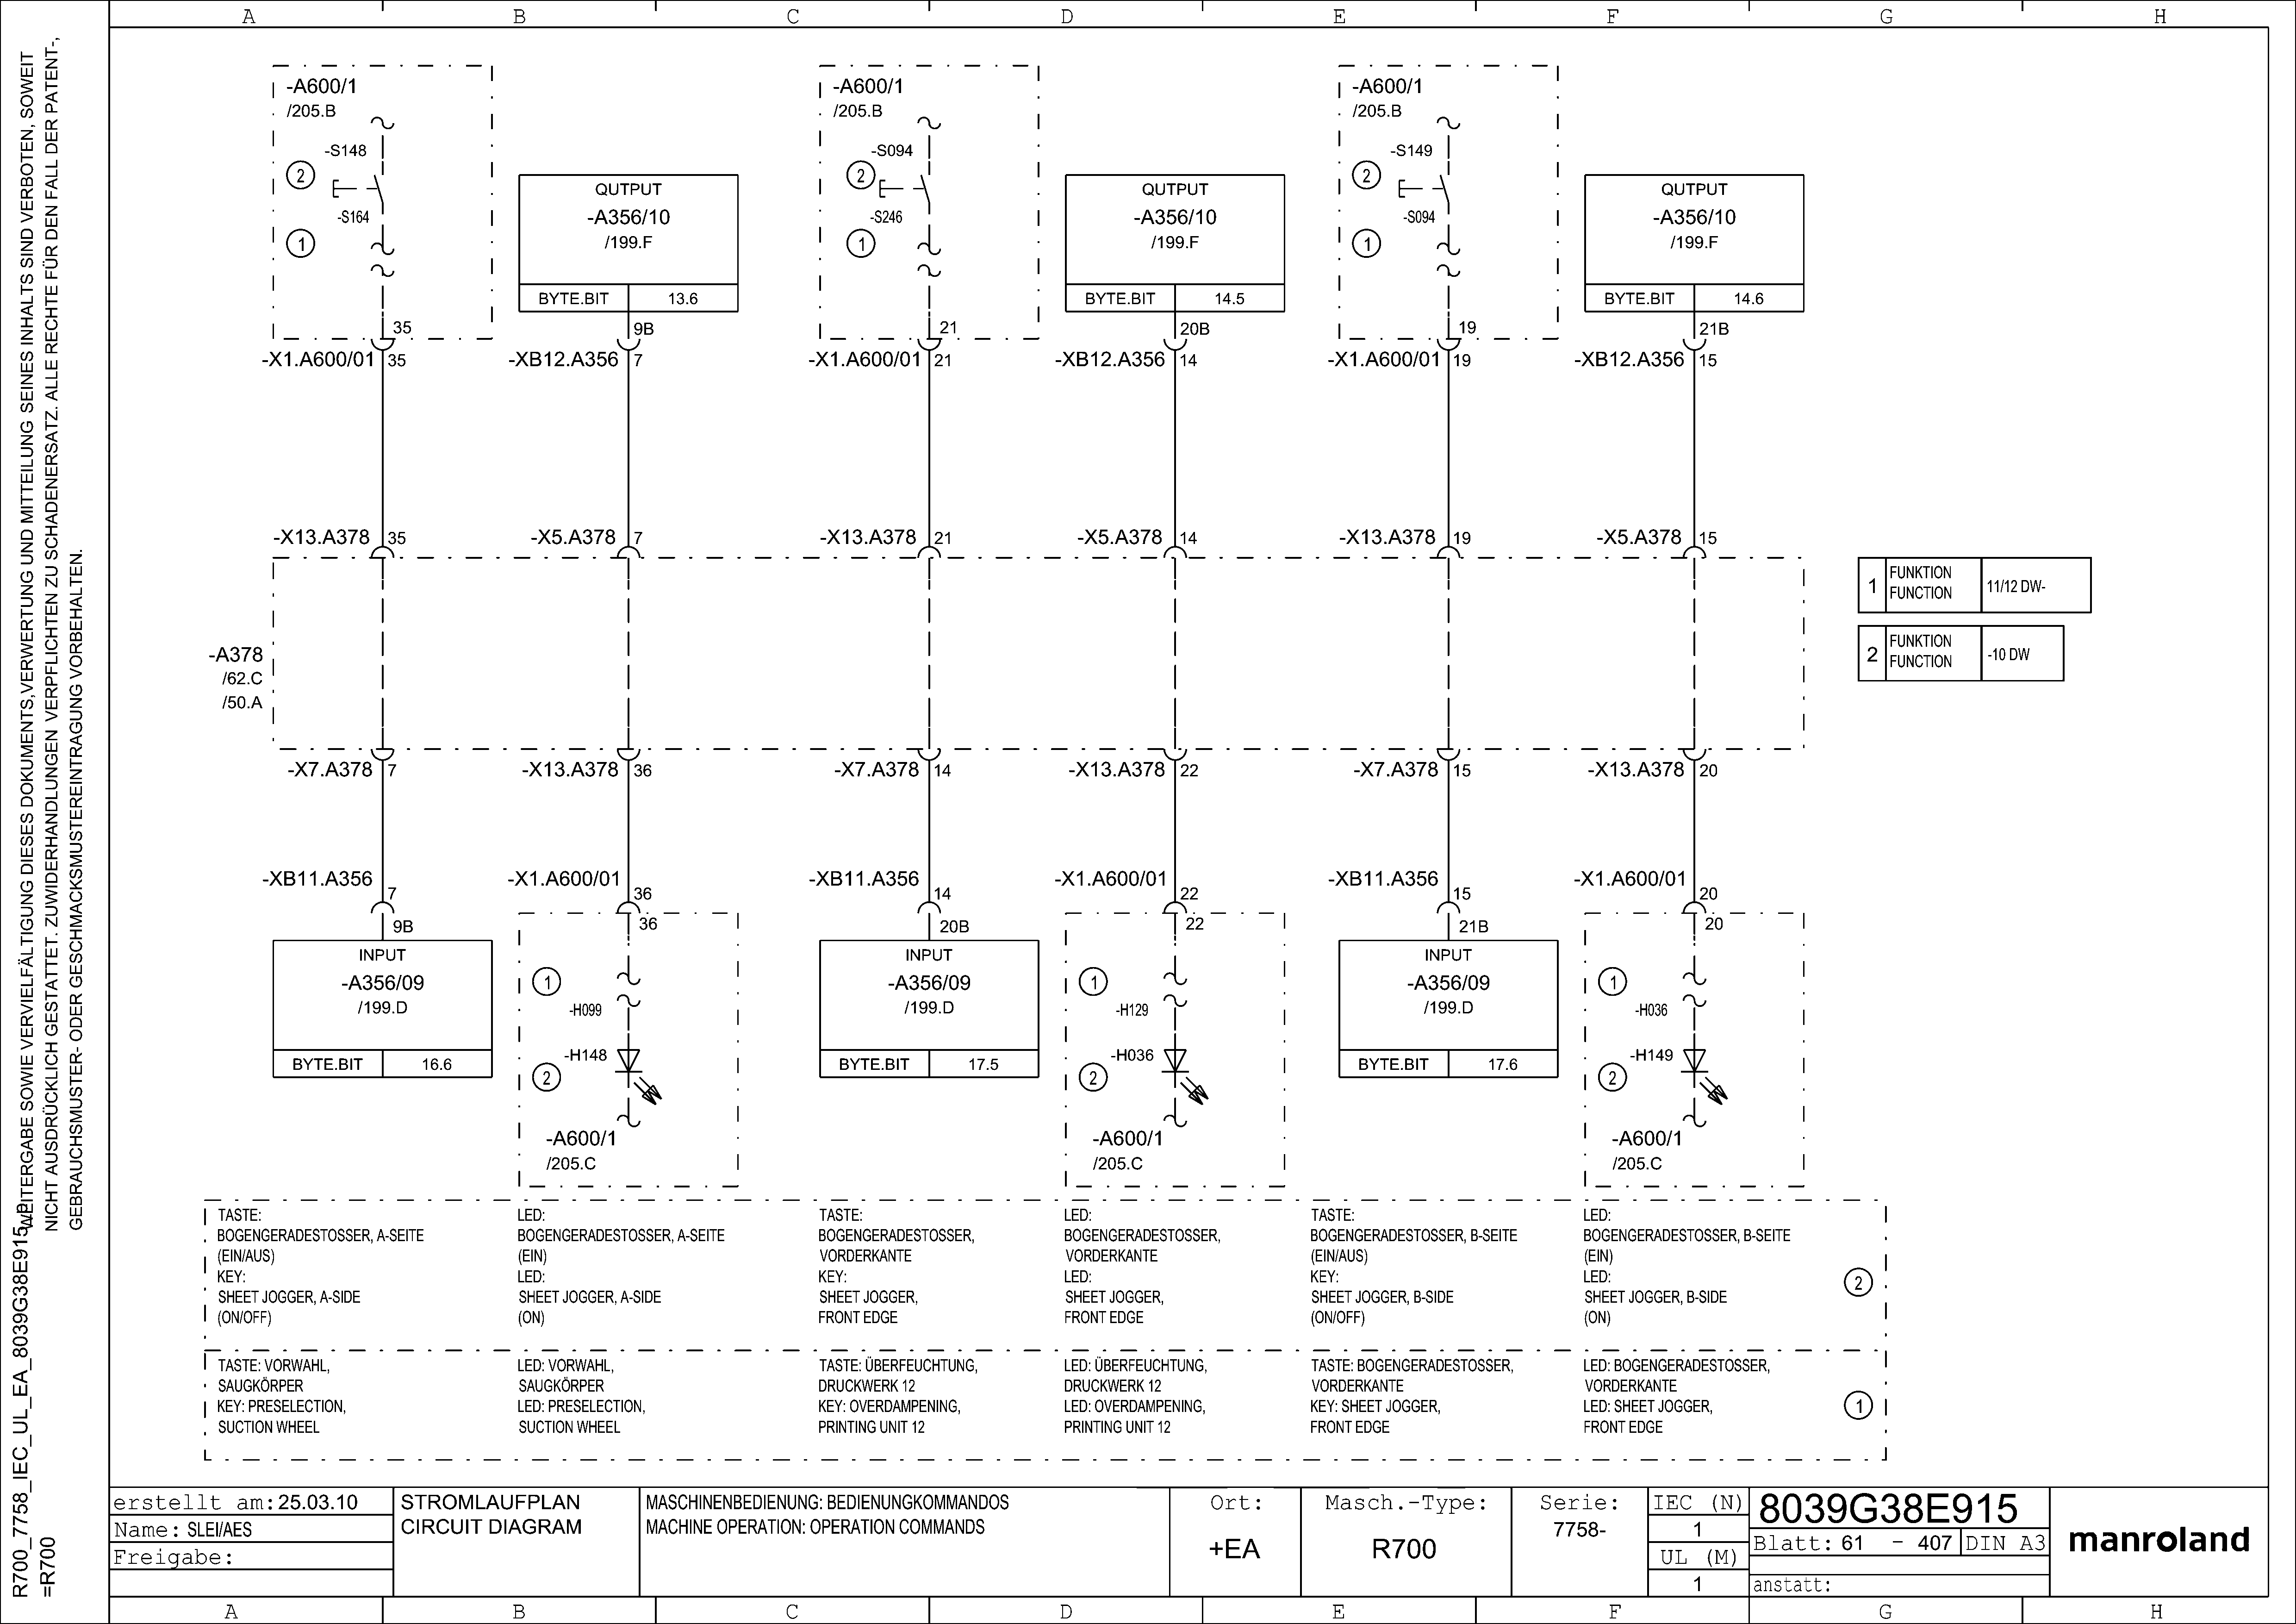 A B C D E F G H
-A600/1 -A600/1 -A600/1
/205.B /205.B /205.B
-S148 -S094 -S149
2 2 2
QUTPUT QUTPUT QUTPUT
-S164 -A356/10 -S246 -A356/10 -S094 -A356/10
1 /199.F 1 /199.F 1 /199.F
BYTE.BIT 13.6 BYTE.BIT 14.5 BYTE.BIT 14.6
35 9B 21 20B 19 21B
-X1.A600/01 35 -XB12.A356 7 -X1.A600/01 21 -XB12.A356 14 -X1.A600/01 19 -XB12.A356 15
-X13.A378 35 -X5.A378 7 -X13.A378 21 -X5.A378 14 -X13.A378 19 -X5.A378 15
1 FUNKTION
FUNCTION 11/12 DW-
2 FUNKTION
FUNCTION -10 DW
-A378
/62.C
/50.A
-X7.A378 7 -X13.A378 36 -X7.A378 14 -X13.A378 22 -X7.A378 15 -X13.A378 20
-XB11.A356 7 -X1.A600/01 36 -XB11.A356 14 -X1.A600/01 22 -XB11.A356 15 -X1.A600/01 20
9B 36 20B 22 21B 20
INPUT INPUT INPUT
-A356/09 1 -A356/09 1 -A356/09 1
/199.D -H099 /199.D -H129 /199.D -H036
-H148 -H036 -H149
BYTE.BIT 16.6 2 BYTE.BIT 17.5 2 BYTE.BIT 17.6 2
-A600/1 -A600/1 -A600/1
/205.C /205.C /205.C
TASTE:
BOGENGERADESTOSSER, A-SEITE
(EIN/AUS)
KEY:
SHEET JOGGER, A-SIDE
(ON/OFF)
LED:
BOGENGERADESTOSSER, A-SEITE
(EIN)
LED:
SHEET JOGGER, A-SIDE
(ON)
TASTE:
BOGENGERADESTOSSER,
VORDERKANTE
KEY:
SHEET JOGGER,
FRONT EDGE
LED:
BOGENGERADESTOSSER,
VORDERKANTE
LED:
SHEET JOGGER,
FRONT EDGE
TASTE:
BOGENGERADESTOSSER, B-SEITE
(EIN/AUS)
KEY:
SHEET JOGGER, B-SIDE
(ON/OFF)
LED:
BOGENGERADESTOSSER, B-SEITE
(EIN)
LED:
SHEET JOGGER, B-SIDE
(ON)
2
TASTE: VORWAHL,
SAUGKÖRPER
KEY: PRESELECTION,
SUCTION WHEEL
LED: VORWAHL,
SAUGKÖRPER
LED: PRESELECTION,
SUCTION WHEEL
TASTE: ÜBERFEUCHTUNG,
DRUCKWERK 12
KEY: OVERDAMPENING,
PRINTING UNIT 12
LED: ÜBERFEUCHTUNG,
DRUCKWERK 12
LED: OVERDAMPENING,
PRINTING UNIT 12
TASTE: BOGENGERADESTOSSER,
VORDERKANTE
KEY: SHEET JOGGER,
FRONT EDGE
LED: BOGENGERADESTOSSER,
VORDERKANTE
LED: SHEET JOGGER,
FRONT EDGE
1
erstellt am: 25.03.10
Name: SLEI/AES
Freigabe:
STROMLAUFPLAN
CIRCUIT DIAGRAM
MASCHINENBEDIENUNG: BEDIENUNGKOMMANDOS
MACHINE OPERATION: OPERATION COMMANDS
Ort:
+EA
Masch.-Type:
R700
Serie:
7758-
IEC (N)
1
UL (M)
1
8039G38E915
Blatt: 61 - 407 DIN A3
anstatt:
manroland
A B C D E F G H
WEITERGABE SOWIE VERVIELFÄLTIGUNG DIESES DOKUMENTS,VERWERTUNG UND MITTEILUNG SEINES INHALTS SIND VERBOTEN, SOWEIT
NICHT AUSDRÜCKLICH GESTATTET. ZUWIDERHANDLUNGEN VERPFLICHTEN ZU SCHADENERSATZ. ALLE RECHTE FÜR DEN FALL DER PATENT-,
GEBRAUCHSMUSTER- ODER GESCHMACKSMUSTEREINTRAGUNG VORBEHALTEN.
R700_7758_IEC_UL_EA_8039G38E915
=R700